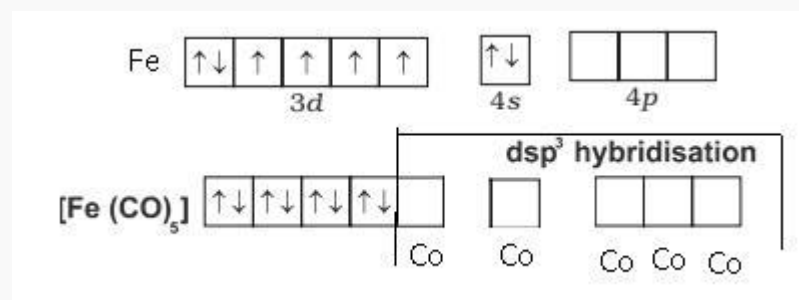 Fe ↑↓ ↑ ↑ ↑ ↑ ↑↓
3d 4s 4p
dsp³ hybridisation
[Fe (CO)₅] ↑↓ ↑↓ ↑↓ ↑↓
Co Co Co Co Co